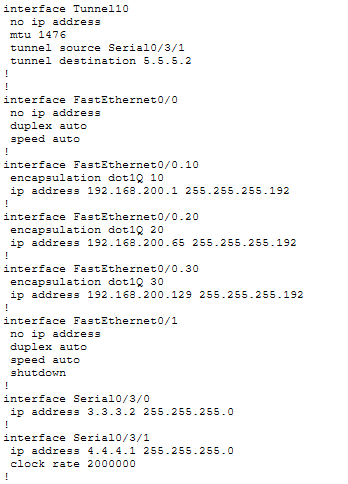 interface Tunnel10
 no ip address
 mtu 1476
 tunnel source Serial0/3/1
 tunnel destination 5.5.5.2
!
!
interface FastEthernet0/0
 no ip address
 duplex auto
 speed auto
!
interface FastEthernet0/0.10
 encapsulation dot1Q 10
 ip address 192.168.200.1 255.255.255.192
!
interface FastEthernet0/0.20
 encapsulation dot1Q 20
 ip address 192.168.200.65 255.255.255.192
!
interface FastEthernet0/0.30
 encapsulation dot1Q 30
 ip address 192.168.200.129 255.255.255.192
!
interface FastEthernet0/1
 no ip address
 duplex auto
 speed auto
 shutdown
!
interface Serial0/3/0
 ip address 3.3.3.2 255.255.255.0
!
interface Serial0/3/1
 ip address 4.4.4.1 255.255.255.0
 clock rate 2000000
!